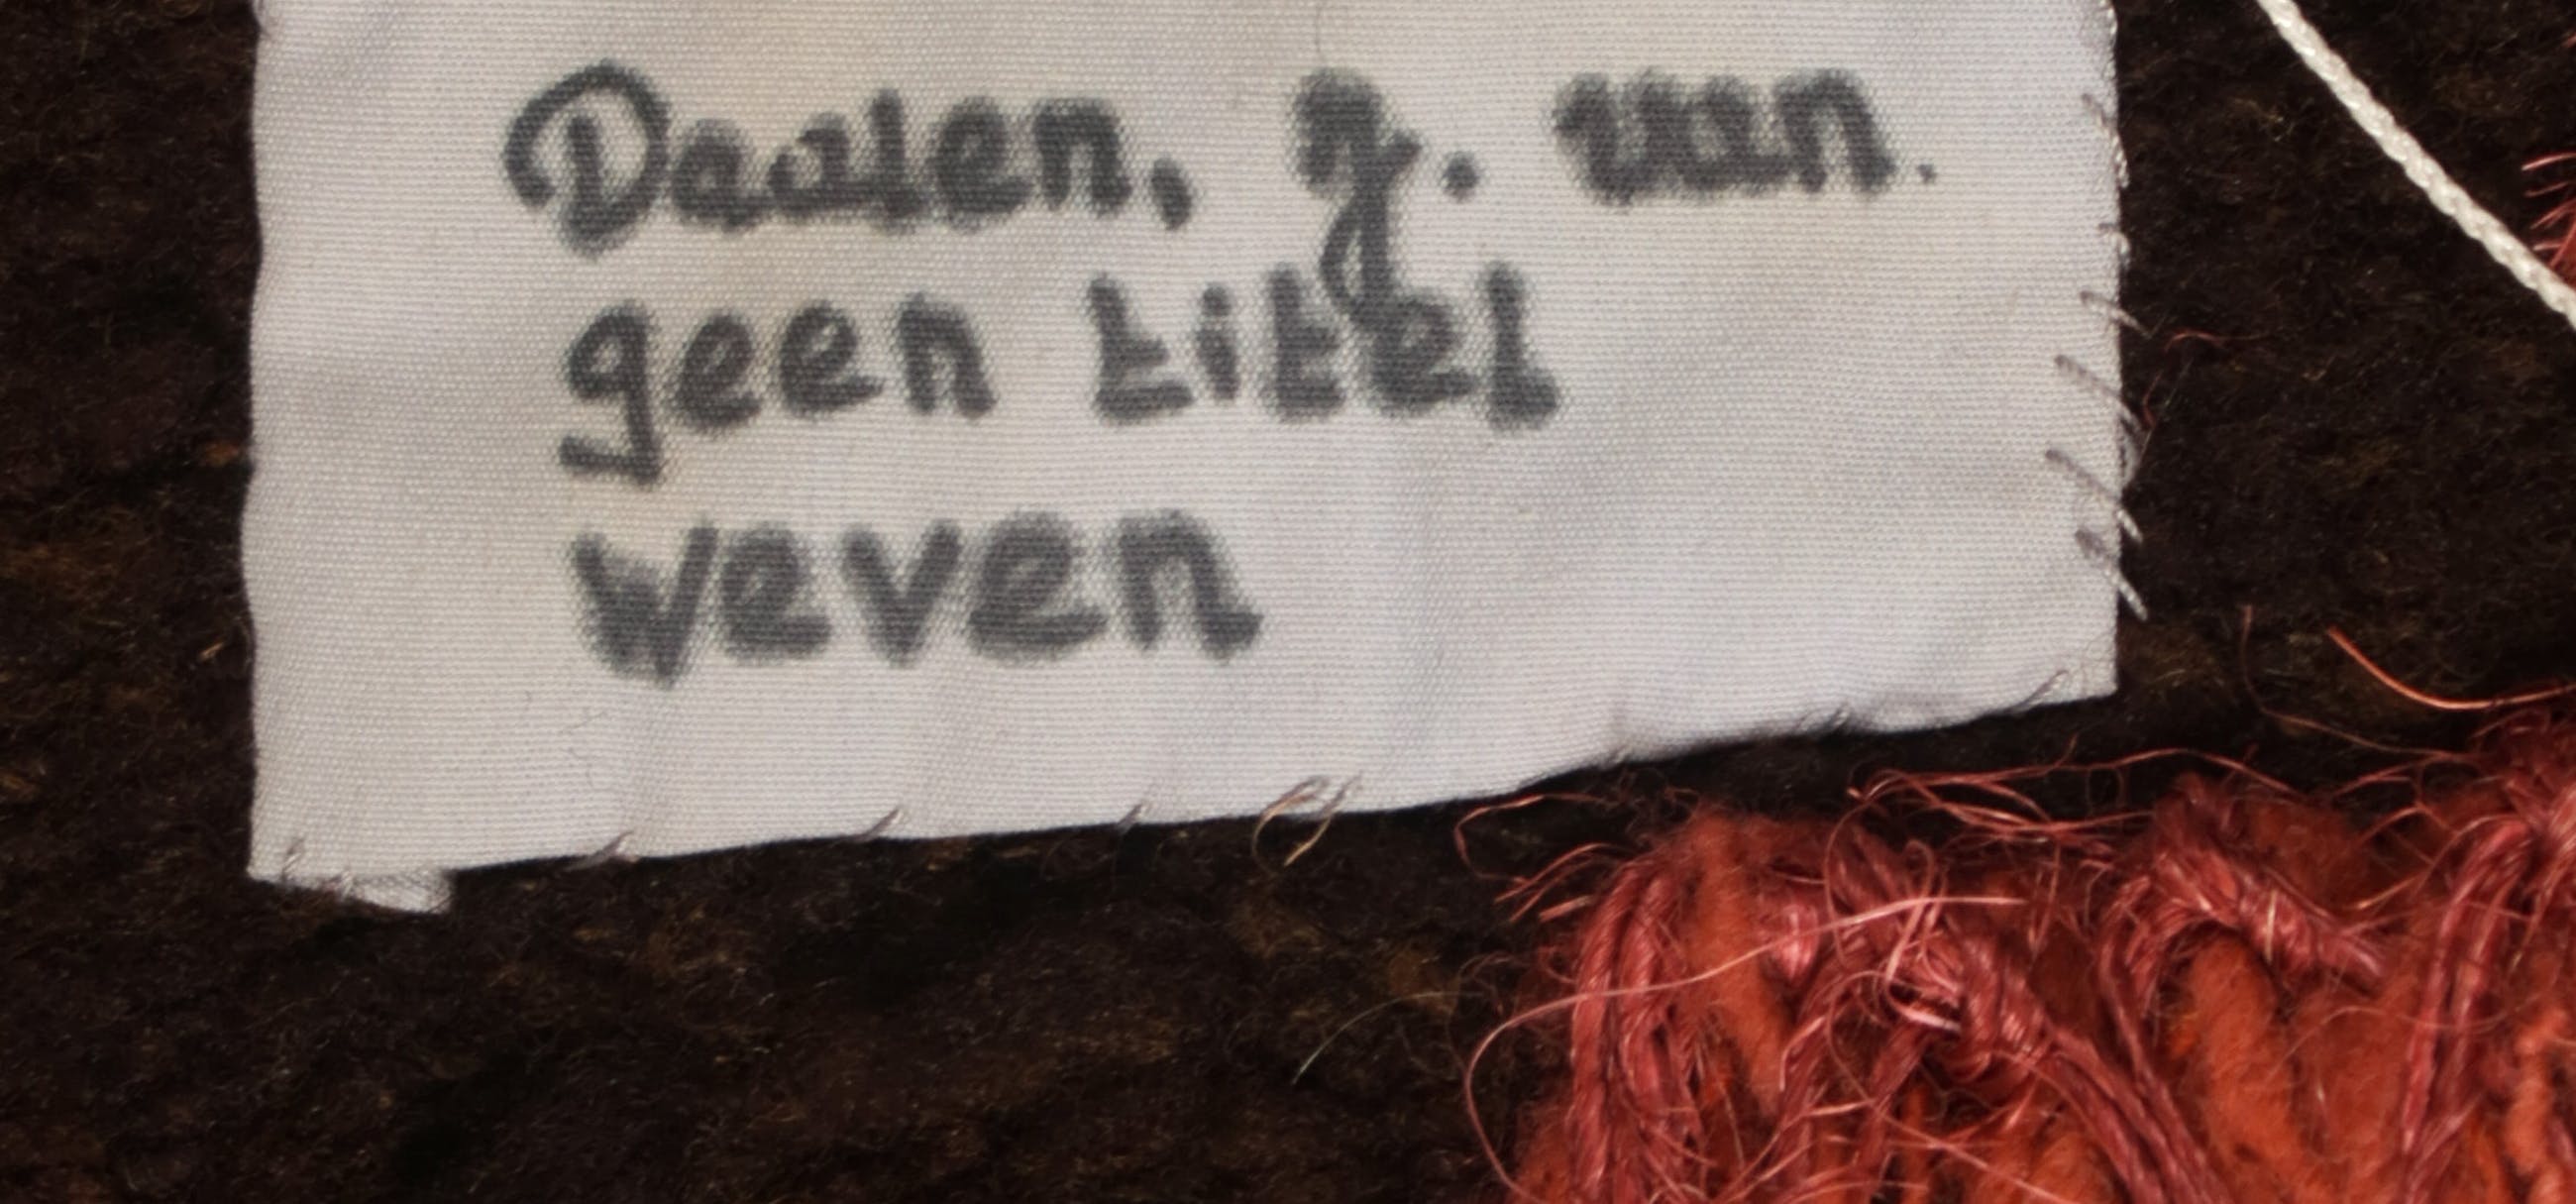 Daalen, y. van.
geen titel
weven